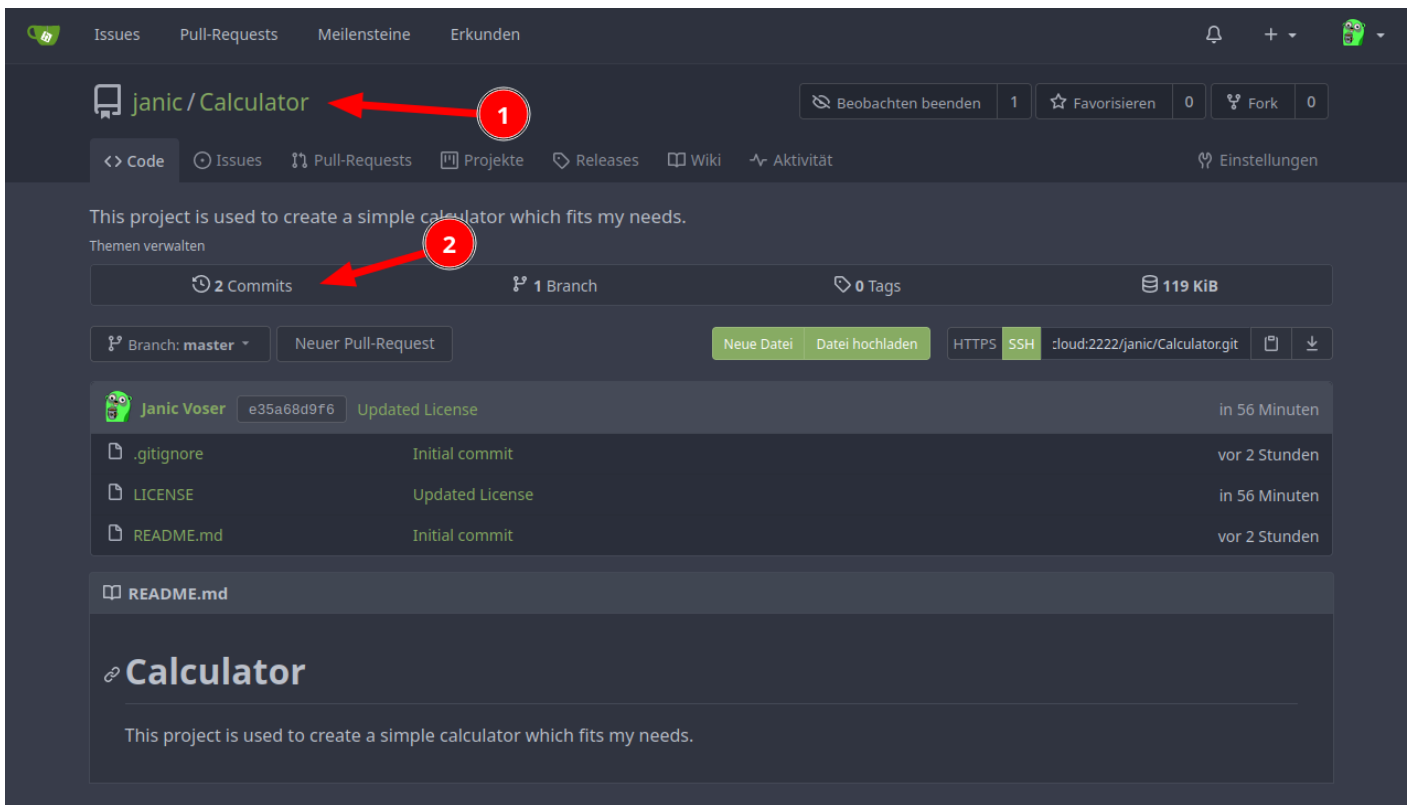 Issues Pull-Requests Meilensteine Erkunden
janic / Calculator
1
Beobachten beenden 1 Favorisieren 0 Fork 0
<> Code Issues Pull-Requests Projekte Releases Wiki Aktivität Einstellungen
This project is used to create a simple calculator which fits my needs.
Themen verwalten
2
2 Commits 1 Branch 0 Tags 119 KiB
Branch: master Neuer Pull-Request Neue Datei Datei hochladen HTTPS SSH cloud:2222/janic/Calculator.git
Janic Voser e35a68d9f6 Updated License in 56 Minuten
.gitignore Initial commit vor 2 Stunden
LICENSE Updated License in 56 Minuten
README.md Initial commit vor 2 Stunden
README.md
Calculator
This project is used to create a simple calculator which fits my needs.